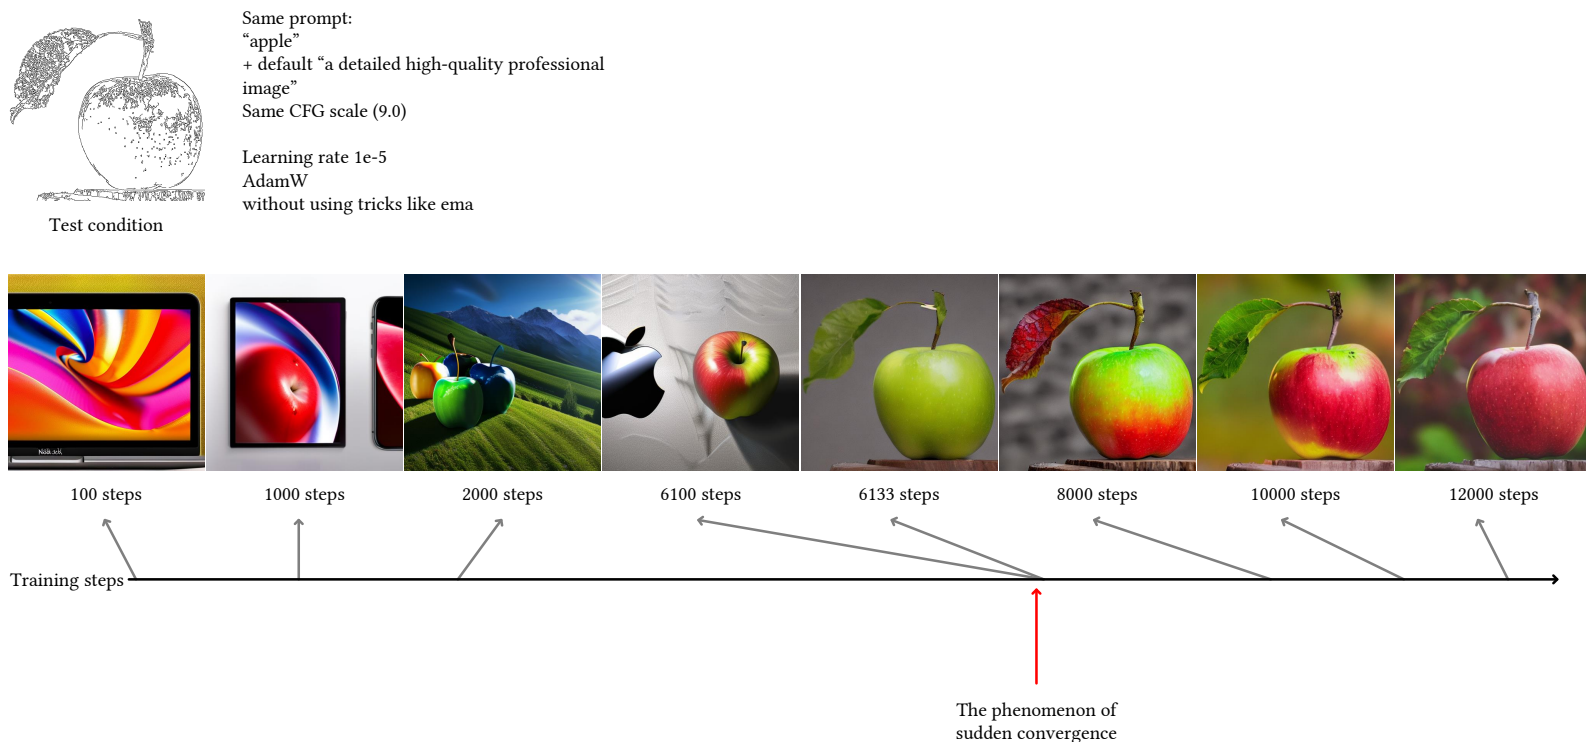 Same prompt:
“apple”
+ default “a detailed high-quality professional
image”
Same CFG scale (9.0)
Learning rate 1e-5
AdamW
without using tricks like ema
Test condition
100 steps
1000 steps
2000 steps
6100 steps
6133 steps
8000 steps
10000 steps
12000 steps
Training steps
The phenomenon of
sudden convergence